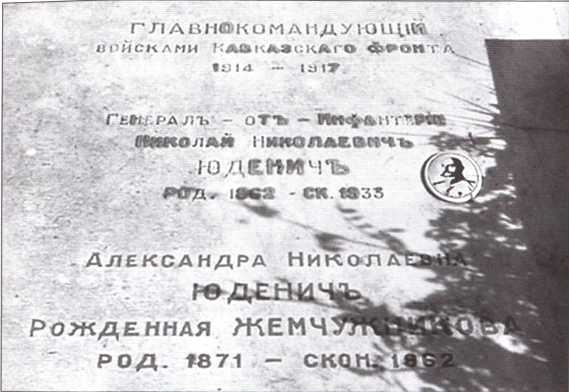 ГЛАВНОКОМАНДУЮЩІЙ
ВОЙСКАМИ КАВКАЗСКАГО ФРОНТА
1914 – 1917
ГЕНЕРАЛЪ – ОТЪ – ИНФАНТЕРІИ
НИКОЛАЙ НИКОЛАЕВИЧЪ
ЮДЕНИЧЪ
РОД. 1862 - СК. 1933
АЛЕКСАНДРА НИКОЛАЕВНА
ЮДЕНИЧЪ
РОЖДЕННАЯ ЖЕМЧУЖНИКОВА
РОД. 1871 – СКОН. 1962